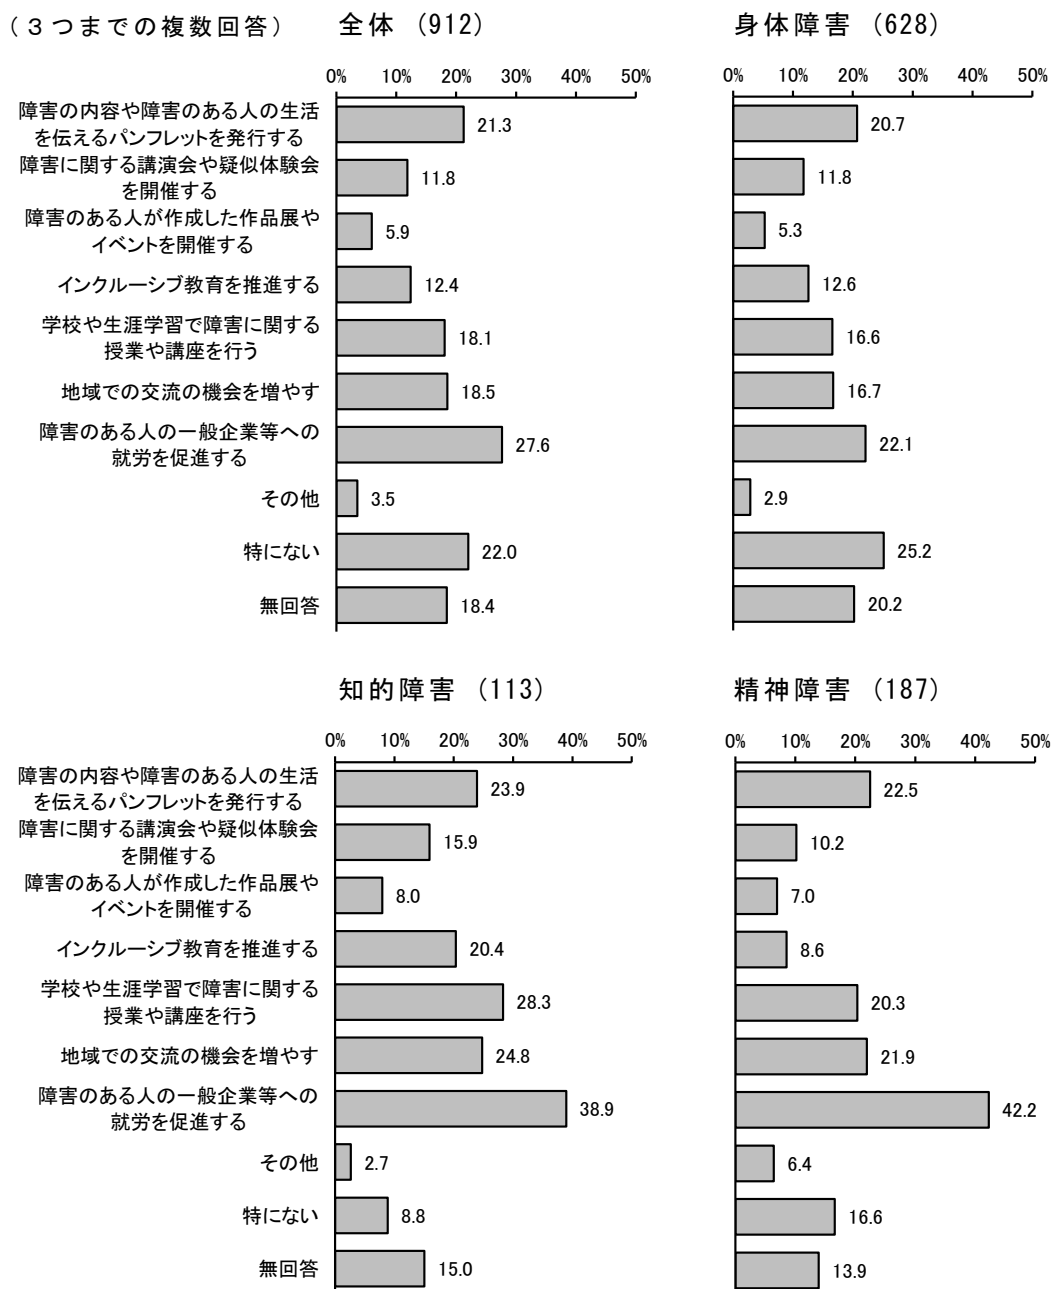 （３つまでの複数回答）
全体（912）
0% 10% 20% 30% 40% 50%
障害の内容や障害のある人の生活
を伝えるパンフレットを発行する
21.3
障害に関する講演会や疑似体験会
を開催する
11.8
障害のある人が作成した作品展や
イベントを開催する
5.9
インクルーシブ教育を推進する
12.4
学校や生涯学習で障害に関する
授業や講座を行う
18.1
地域での交流の機会を増やす
18.5
障害のある人の一般企業等への
就労を促進する
27.6
その他
3.5
特にない
22.0
無回答
18.4
身体障害（628）
0% 10% 20% 30% 40% 50%
20.7
11.8
5.3
12.6
16.6
16.7
22.1
2.9
25.2
20.2
知的障害（113）
0% 10% 20% 30% 40% 50%
障害の内容や障害のある人の生活
を伝えるパンフレットを発行する
23.9
障害に関する講演会や疑似体験会
を開催する
15.9
障害のある人が作成した作品展や
イベントを開催する
8.0
インクルーシブ教育を推進する
20.4
学校や生涯学習で障害に関する
授業や講座を行う
28.3
地域での交流の機会を増やす
24.8
障害のある人の一般企業等への
就労を促進する
38.9
その他
2.7
特にない
8.8
無回答
15.0
精神障害（187）
0% 10% 20% 30% 40% 50%
22.5
10.2
7.0
8.6
20.3
21.9
42.2
6.4
16.6
13.9